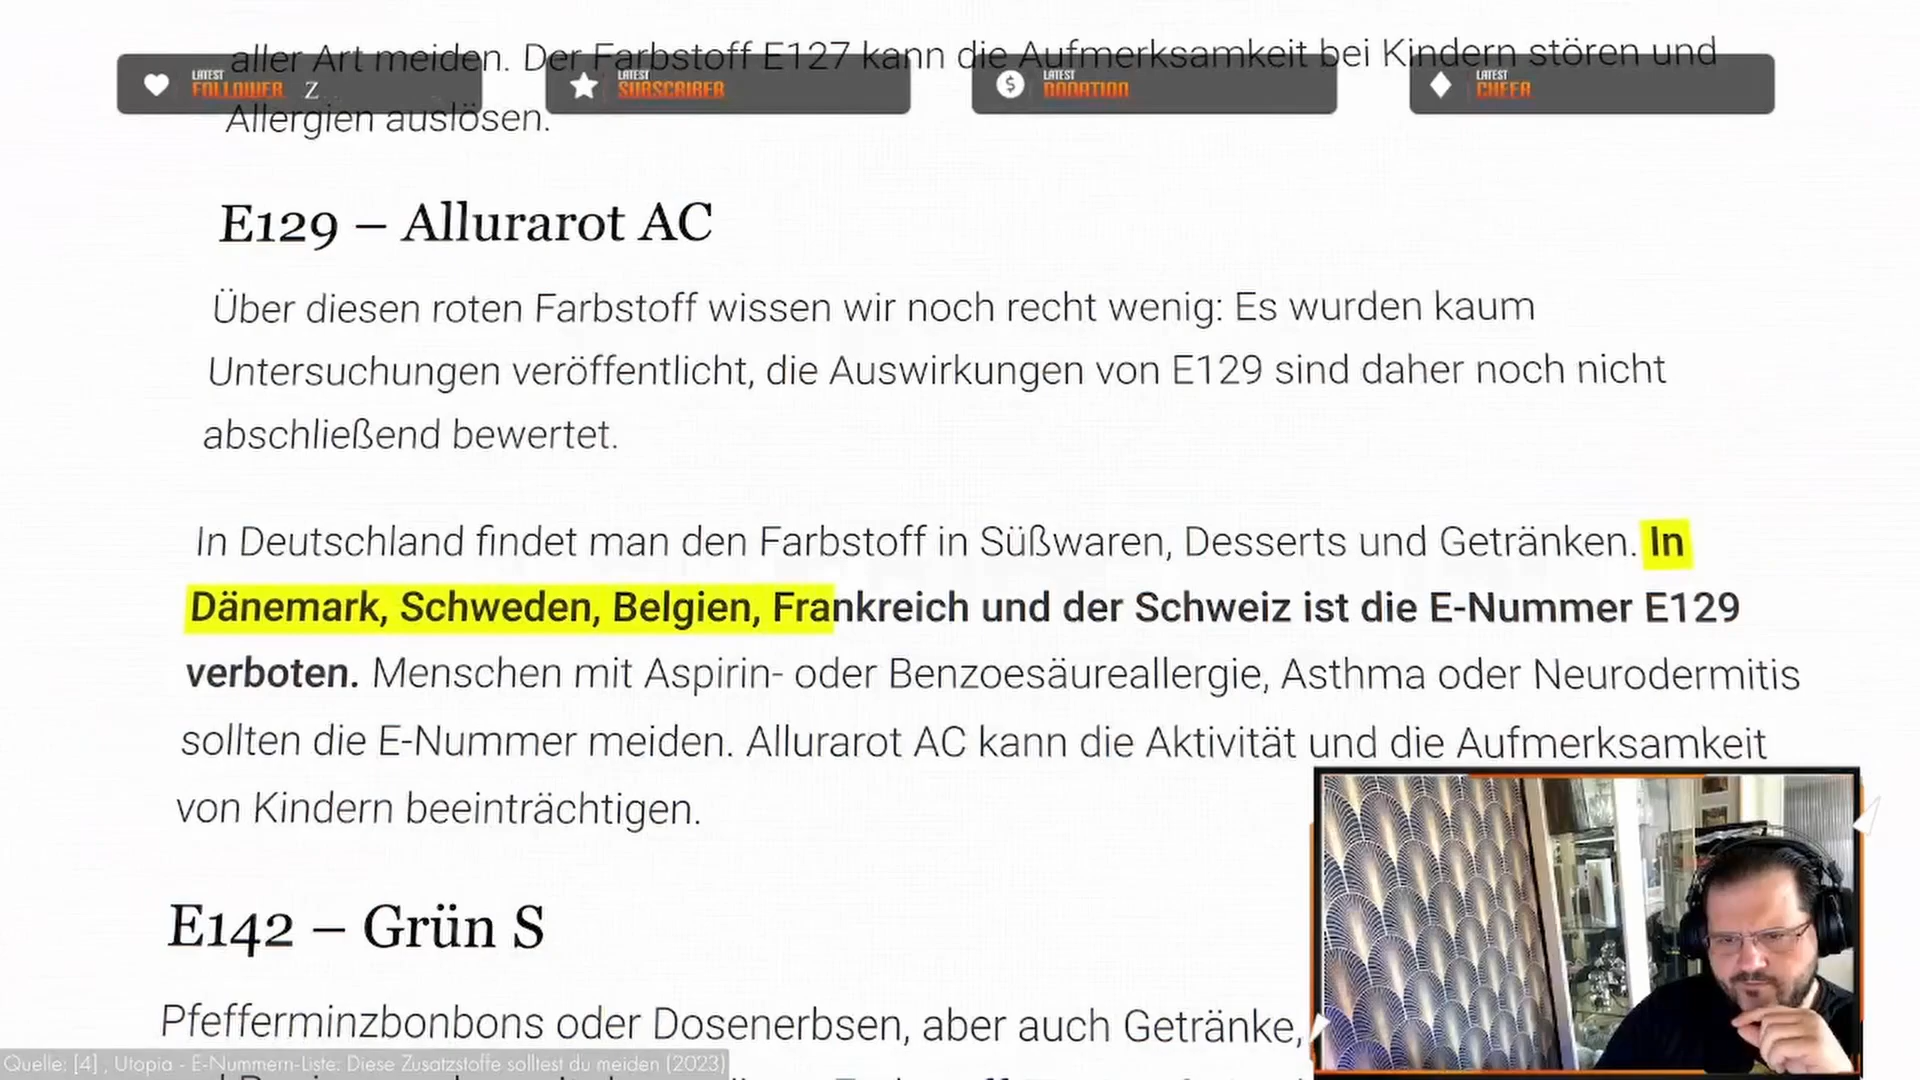 aller Art meiden. Der Farbstoff E127 kann die Aufmerksamkeit bei Kindern stören und
LATEST FOLLOWER Z
LATEST SUBSCRIBER
LATEST DONATION
LATEST CHEER
Allergien auslösen.
E129 – Allurarot AC
Über diesen roten Farbstoff wissen wir noch recht wenig: Es wurden kaum
Untersuchungen veröffentlicht, die Auswirkungen von E129 sind daher noch nicht
abschließend bewertet.
In Deutschland findet man den Farbstoff in Süßwaren, Desserts und Getränken. In
Dänemark, Schweden, Belgien, Frankreich und der Schweiz ist die E-Nummer E129
verboten. Menschen mit Aspirin- oder Benzoesäureallergie, Asthma oder Neurodermitis
sollten die E-Nummer meiden. Allurarot AC kann die Aktivität und die Aufmerksamkeit
von Kindern beeinträchtigen.
E142 – Grün S
Pfefferminzbonbons oder Dosenerbsen, aber auch Getränke,
Quelle: [4] , Utopia - E-Nummern-Liste: Diese Zusatzstoffe solltest du meiden (2023)